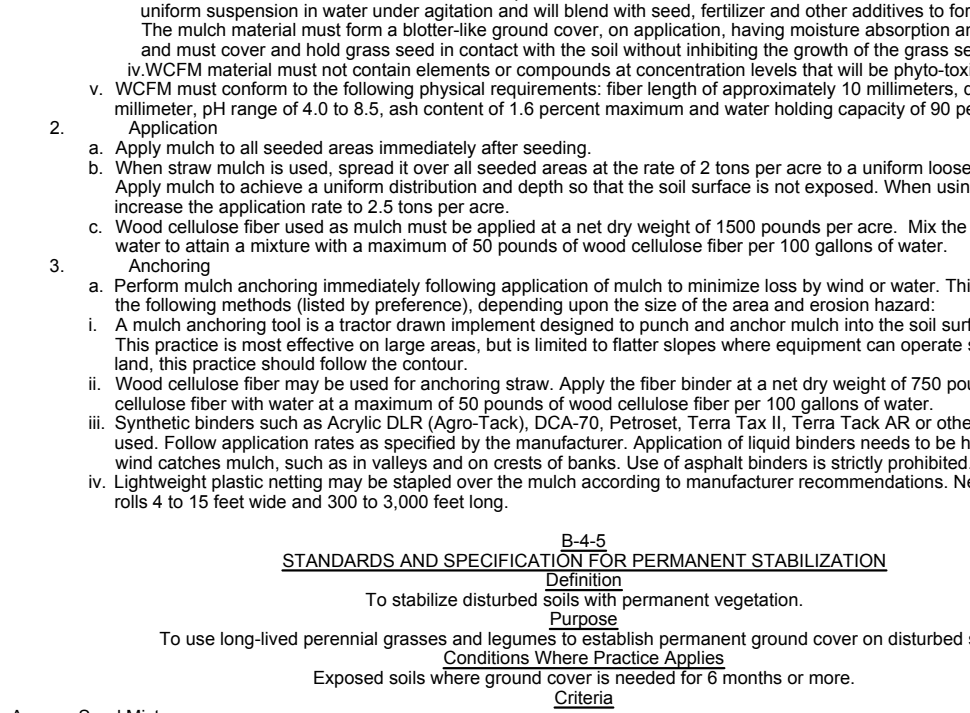 uniform suspension in water under agitation and will blend with seed, fertilizer and other additives to for
The mulch material must form a blotter-like ground cover, on application, having moisture absorption a
and must cover and hold grass seed in contact with the soil without inhibiting the growth of the grass se
iv.WCFM material must not contain elements or compounds at concentration levels that will be phyto-toxi
v. WCFM must conform to the following physical requirements: fiber length of approximately 10 millimeters,
millimeter, pH range of 4.0 to 8.5, ash content of 1.6 percent maximum and water holding capacity of 90 pe
2. Application
a. Apply mulch to all seeded areas immediately after seeding.
b. When straw mulch is used, spread it over all seeded areas at the rate of 2 tons per acre to a uniform loose
Apply mulch to achieve a uniform distribution and depth so that the soil surface is not exposed. When usin
increase the application rate to 2.5 tons per acre.
c. Wood cellulose fiber used as mulch must be applied at a net dry weight of 1500 pounds per acre. Mix the
water to attain a mixture with a maximum of 50 pounds of wood cellulose fiber per 100 gallons of water.
3. Anchoring
a. Perform mulch anchoring immediately following application of mulch to minimize loss by wind or water. Thi
the following methods (listed by preference), depending upon the size of the area and erosion hazard:
i. A mulch anchoring tool is a tractor drawn implement designed to punch and anchor mulch into the soil surf
This practice is most effective on large areas, but is limited to flatter slopes where equipment can operate s
land, this practice should follow the contour.
ii. Wood cellulose fiber may be used for anchoring straw. Apply the fiber binder at a net dry weight of 750 pou
cellulose fiber with water at a maximum of 50 pounds of wood cellulose fiber per 100 gallons of water.
iii. Synthetic binders such as Acrylic DLR (Agro-Tack), DCA-70, Petroset, Terra Tax II, Terra Tack AR or othe
used. Follow application rates as specified by the manufacturer. Application of liquid binders needs to be h
wind catches mulch, such as in valleys and on crests of banks. Use of asphalt binders is strictly prohibited.
iv. Lightweight plastic netting may be stapled over the mulch according to manufacturer recommendations. Ne
rolls 4 to 15 feet wide and 300 to 3,000 feet long.
B-4-5
STANDARDS AND SPECIFICATION FOR PERMANENT STABILIZATION
Definition
To stabilize disturbed soils with permanent vegetation.
Purpose
To use long-lived perennial grasses and legumes to establish permanent ground cover on disturbed s
Conditions Where Practice Applies
Exposed soils where ground cover is needed for 6 months or more.
Criteria